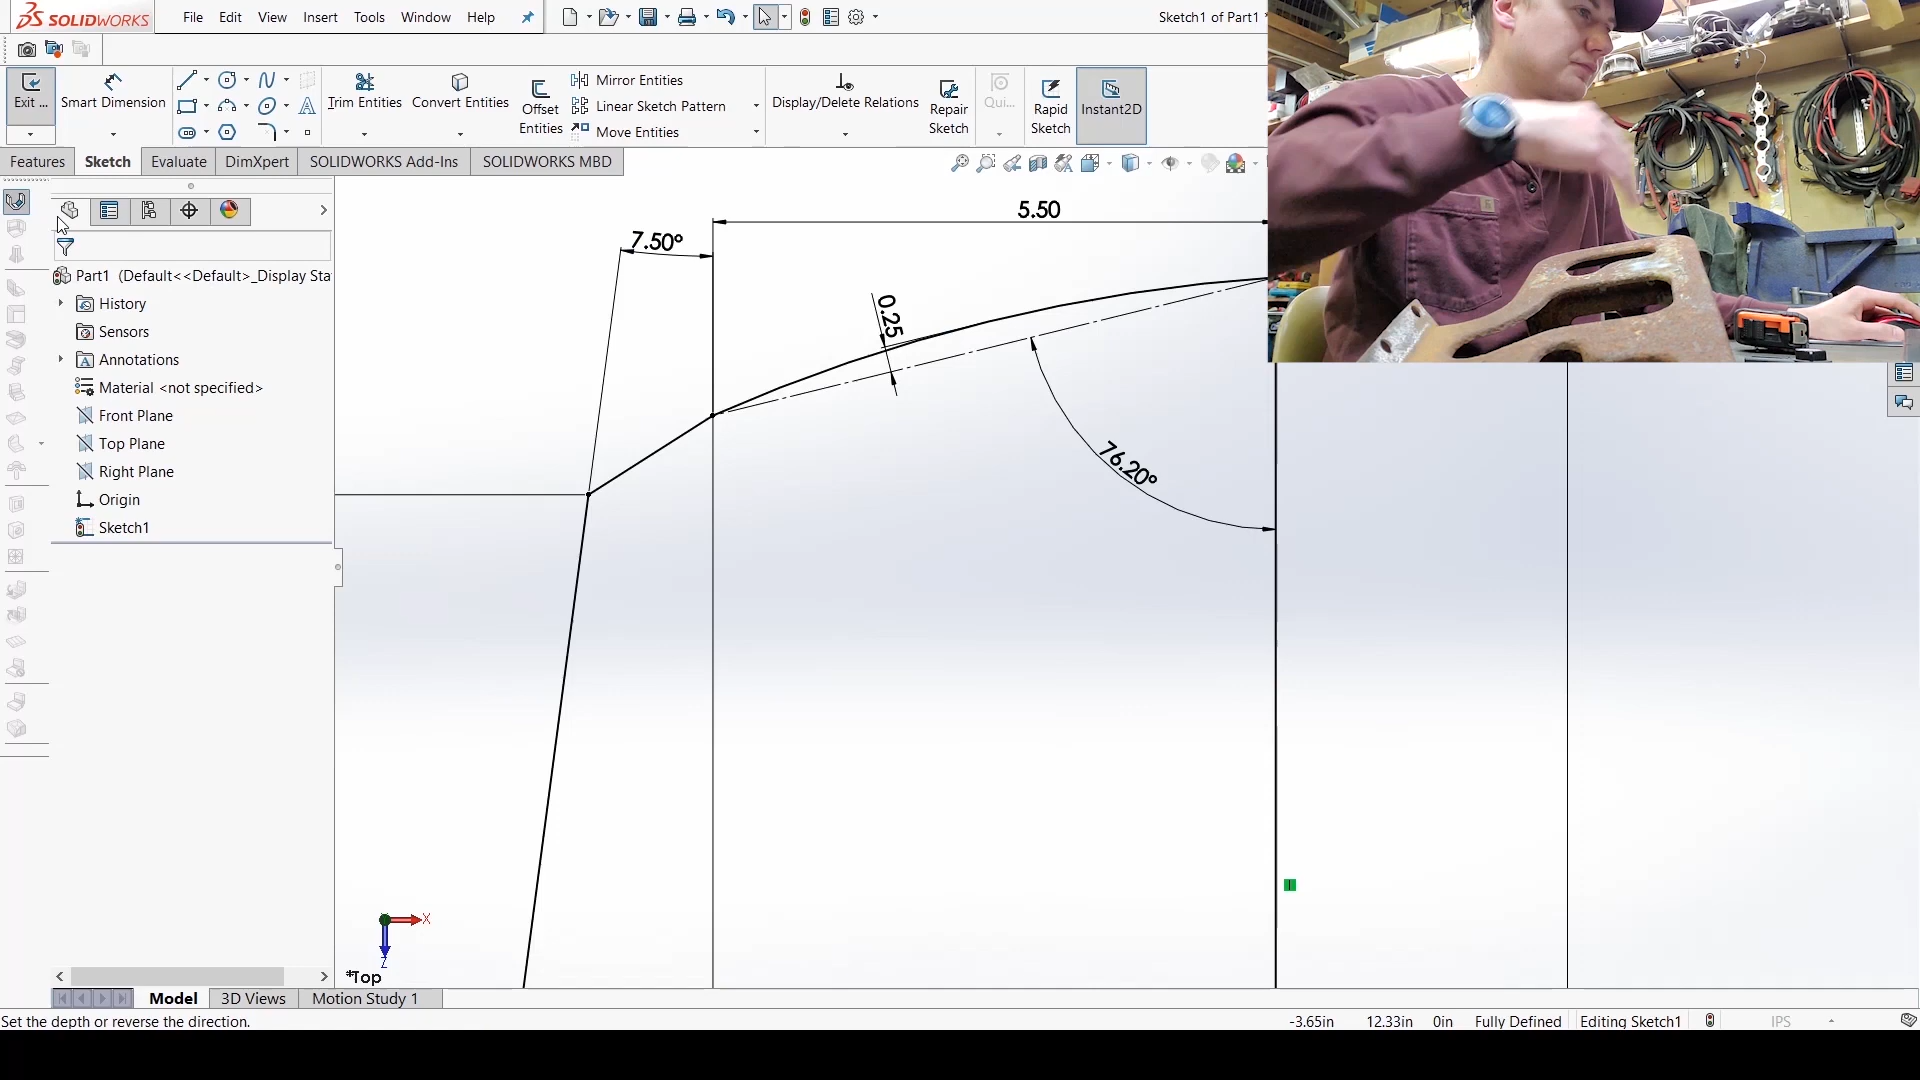 SOLIDWORKS
File Edit View Insert Tools Window Help
Sketch1 of Part1 *
Exit ...
Smart Dimension
Trim Entities
Convert Entities
Offset Entities
Mirror Entities
Linear Sketch Pattern
Move Entities
Display/Delete Relations
Repair Sketch
Qui...
Rapid Sketch
Instant2D
Features Sketch Evaluate DimXpert SOLIDWORKS Add-Ins SOLIDWORKS MBD
Part1 (Default<<Default>_Display Sta
History
Sensors
Annotations
Material <not specified>
Front Plane
Top Plane
Right Plane
Origin
Sketch1
5.50
7.50°
0.25
76.20°
X
Z
*Top
Model 3D Views Motion Study 1
Set the depth or reverse the direction.
-3.65in 12.33in 0in Fully Defined Editing Sketch1 IPS